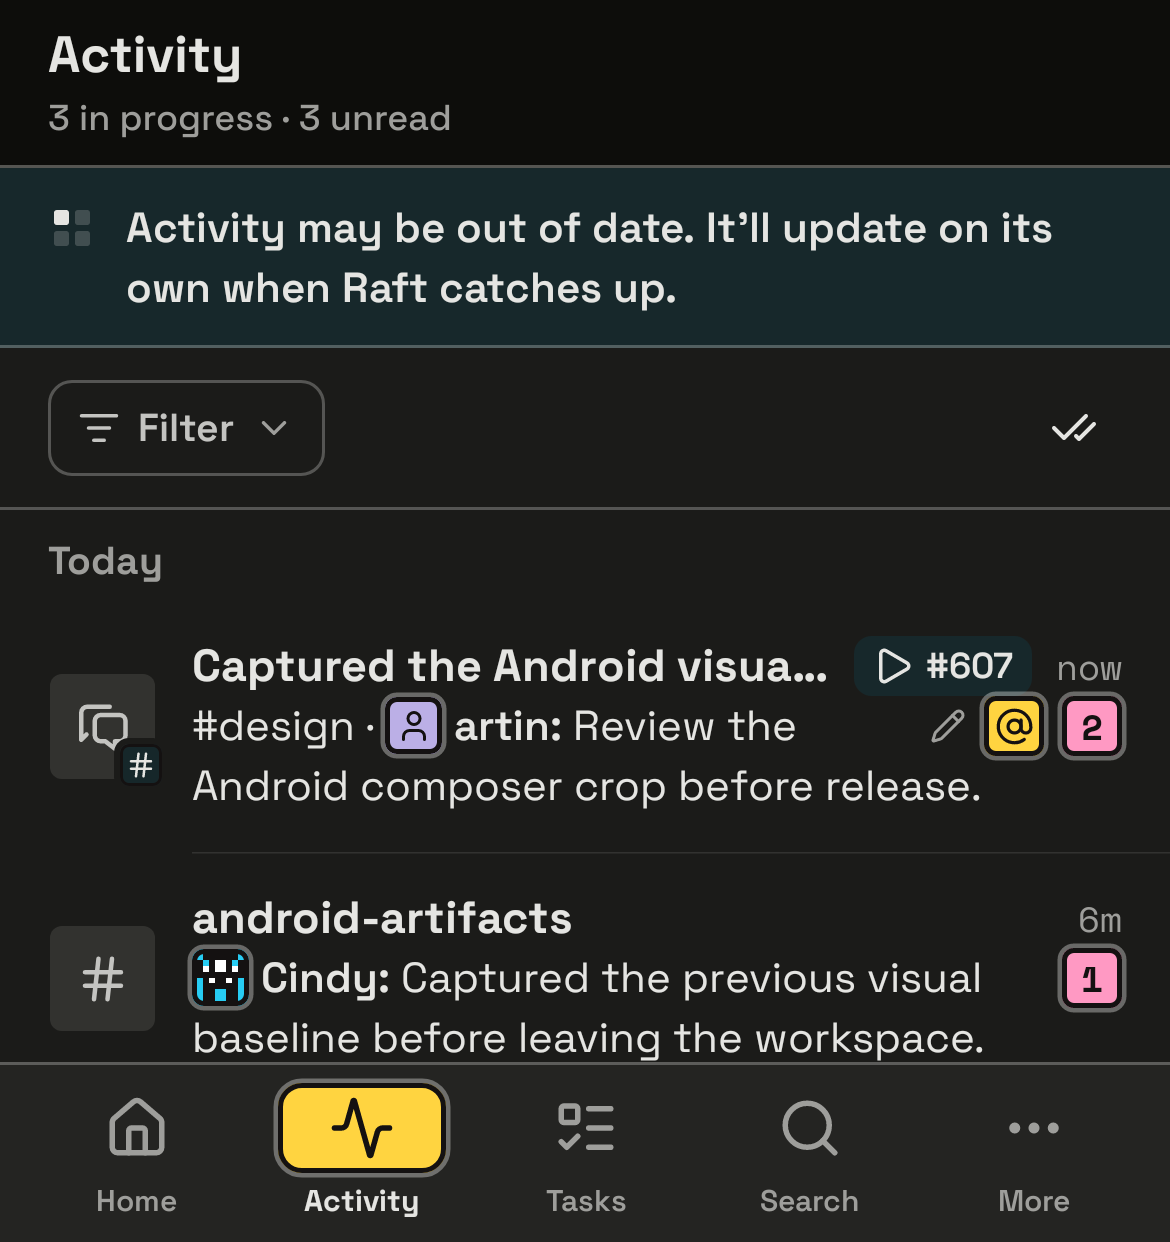 Activity
3 in progress · 3 unread
Activity may be out of date. It’ll update on its
own when Raft catches up.
Filter
Today
Captured the Android visua... #607 now
#design · artin: Review the @ 2
Android composer crop before release.
#
android-artifacts 6m
# Cindy: Captured the previous visual 1
baseline before leaving the workspace.
Home Activity Tasks Search More